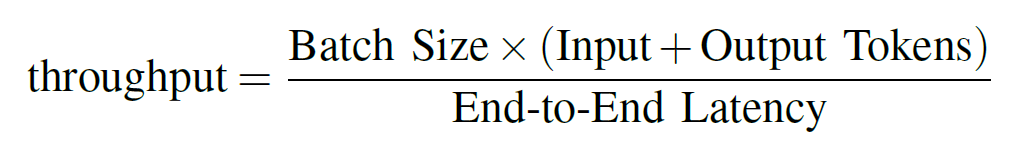 throughput = Batch Size × (Input + Output Tokens)
End-to-End Latency